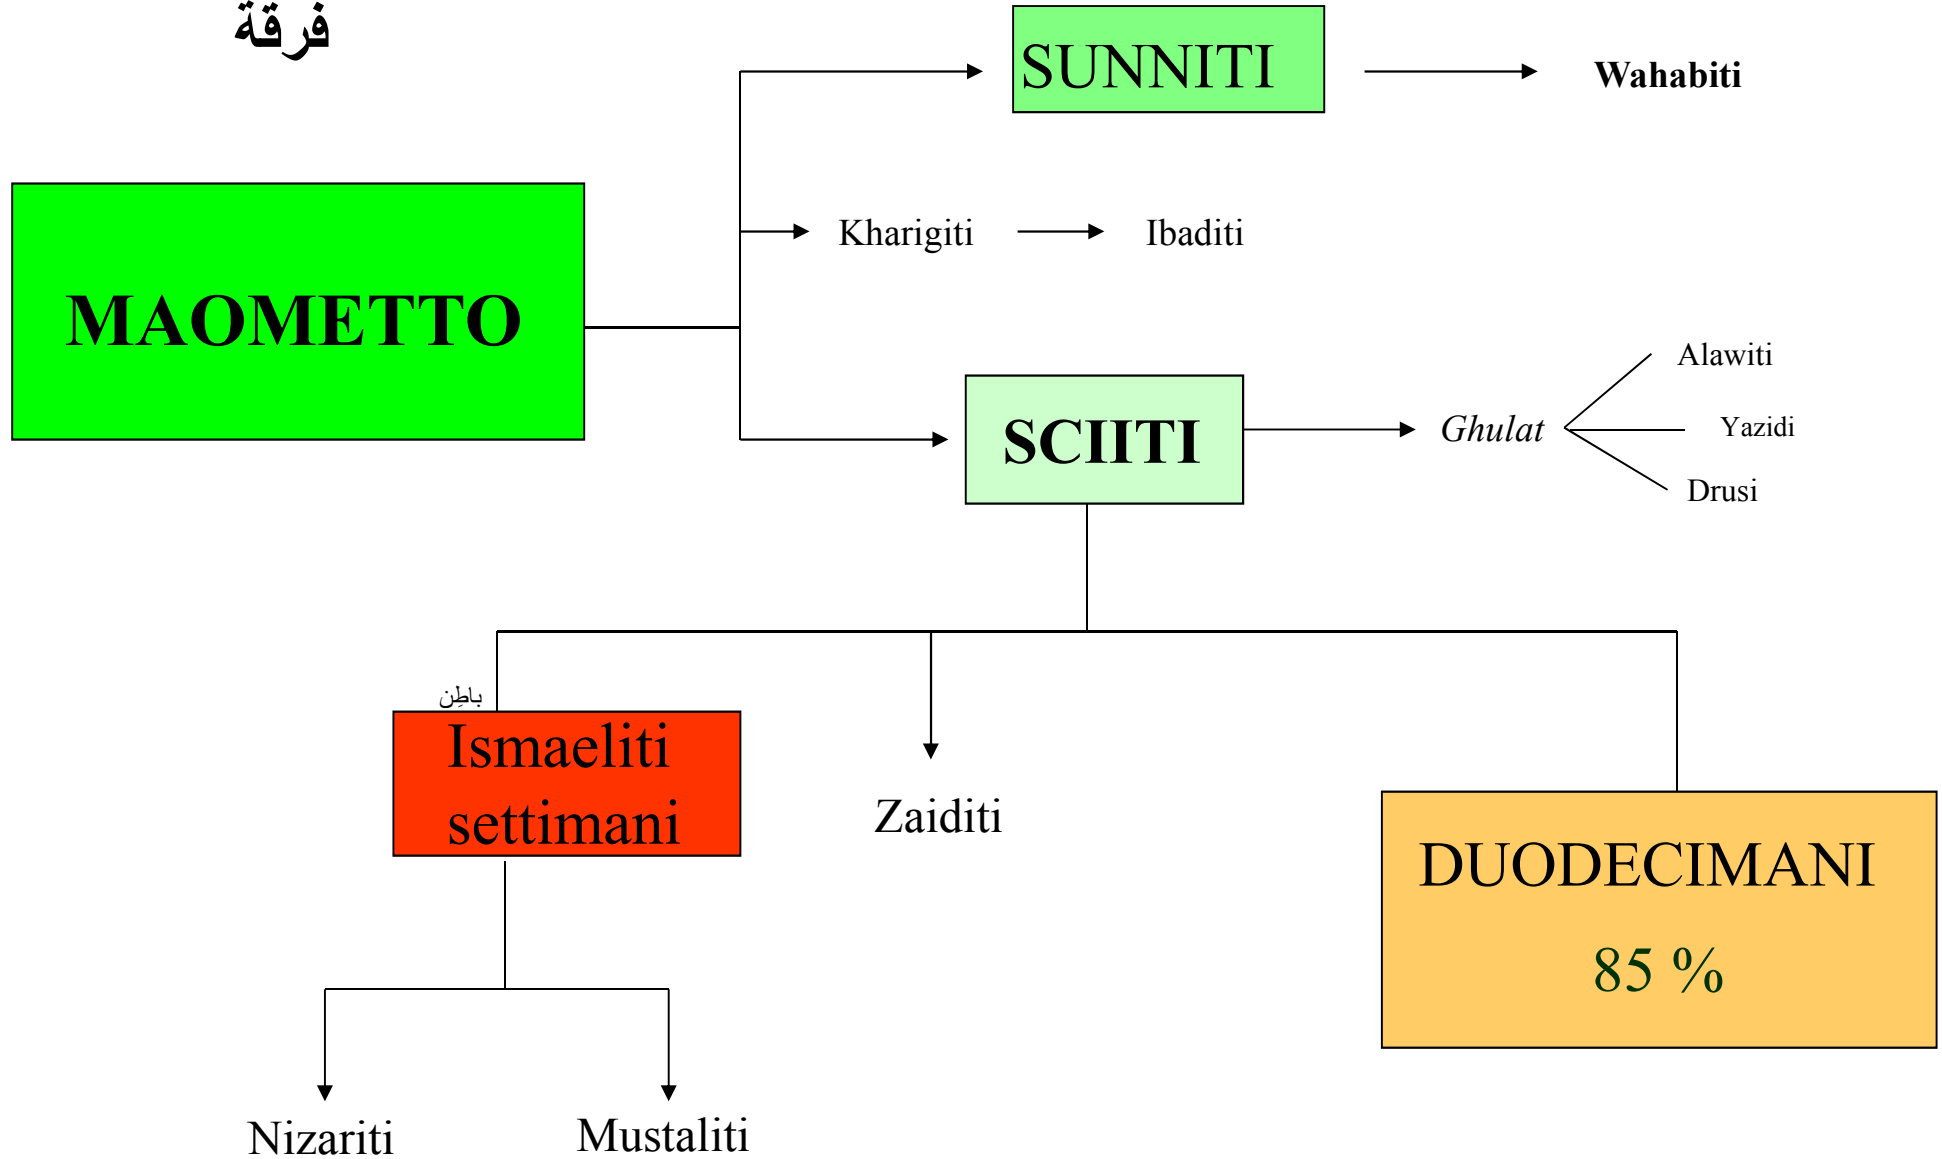 فرقة
SUNNITI
Wahabiti
Kharigiti
Ibaditi
MAOMETTO
SCIITI
Ghulat
Alawiti
Yazidi
Drusi
باطِن
Ismaeliti
settimani
Zaiditi
DUODECIMANI
85 %
Nizariti
Mustaliti